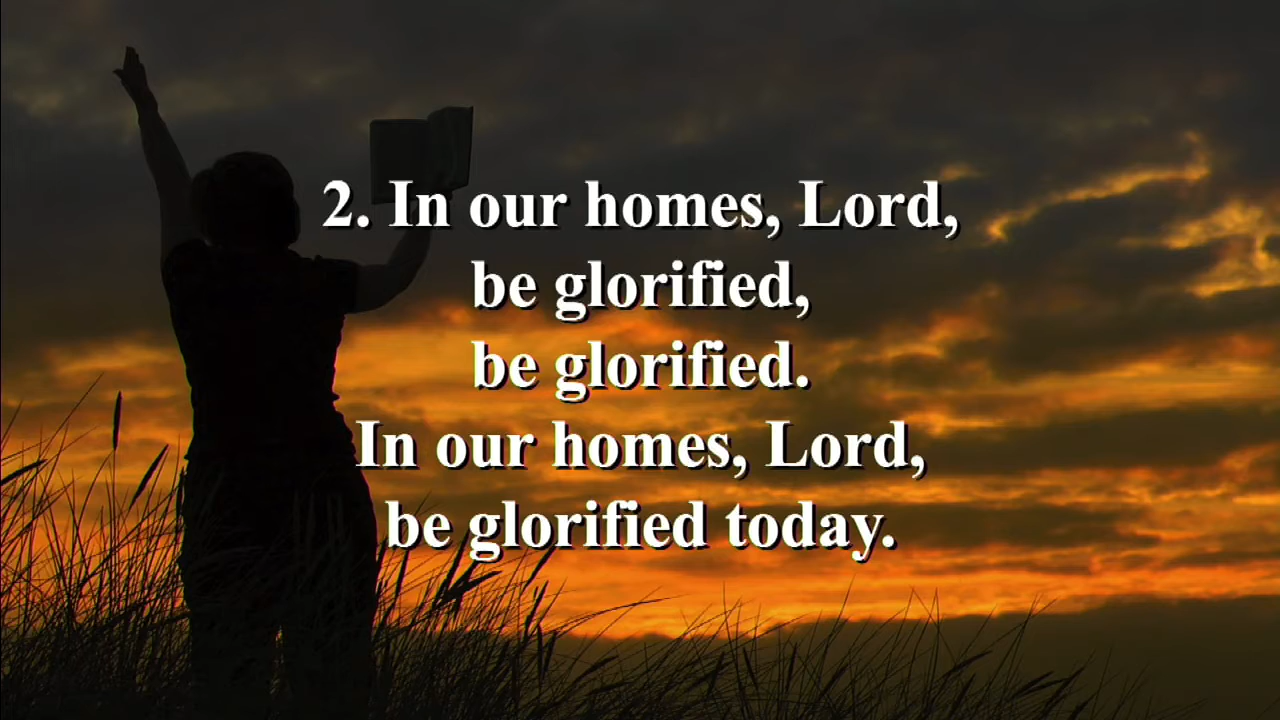 2. In our homes, Lord,
be glorified,
be glorified.
In our homes, Lord,
be glorified today.